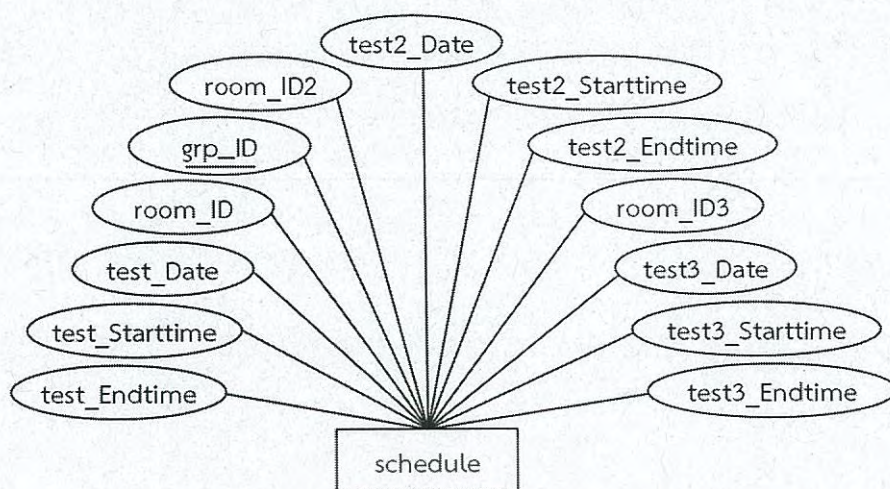 test2_Date
room_ID2
test2_Starttime
grp_ID
test2_Endtime
room_ID
room_ID3
test_Date
test3_Date
test_Starttime
test3_Starttime
test_Endtime
test3_Endtime
schedule